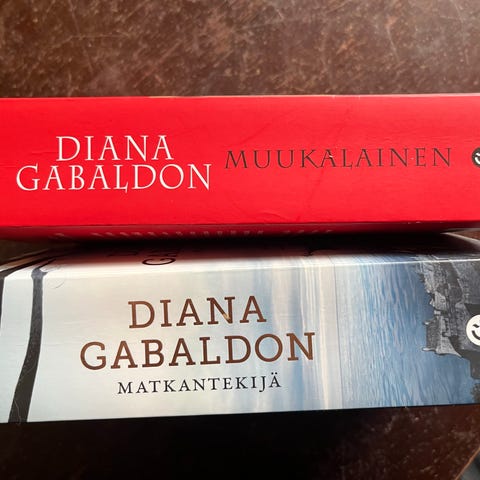 DIANA
GABALDON
MUUKALAINEN
DIANA
GABALDON
MATKANTEKIJÄ